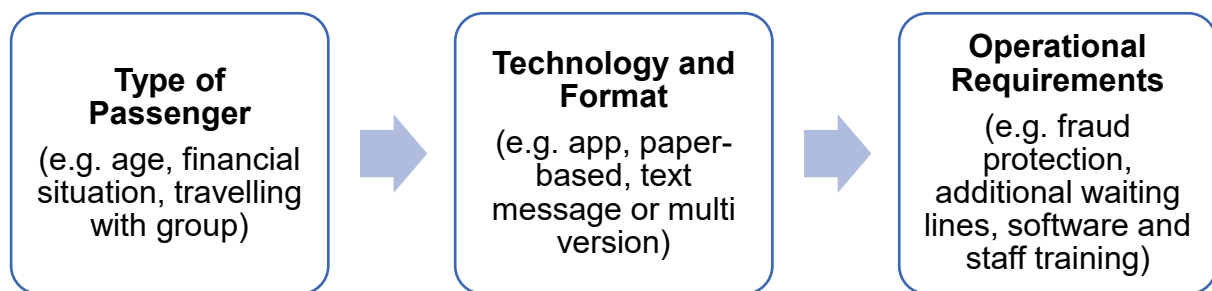 Type of
Passenger
(e.g. age, financial
situation, travelling
with group)
Technology and
Format
(e.g. app, paper-
based, text
message or multi
version)
Operational
Requirements
(e.g. fraud
protection,
additional waiting
lines, software and
staff training)